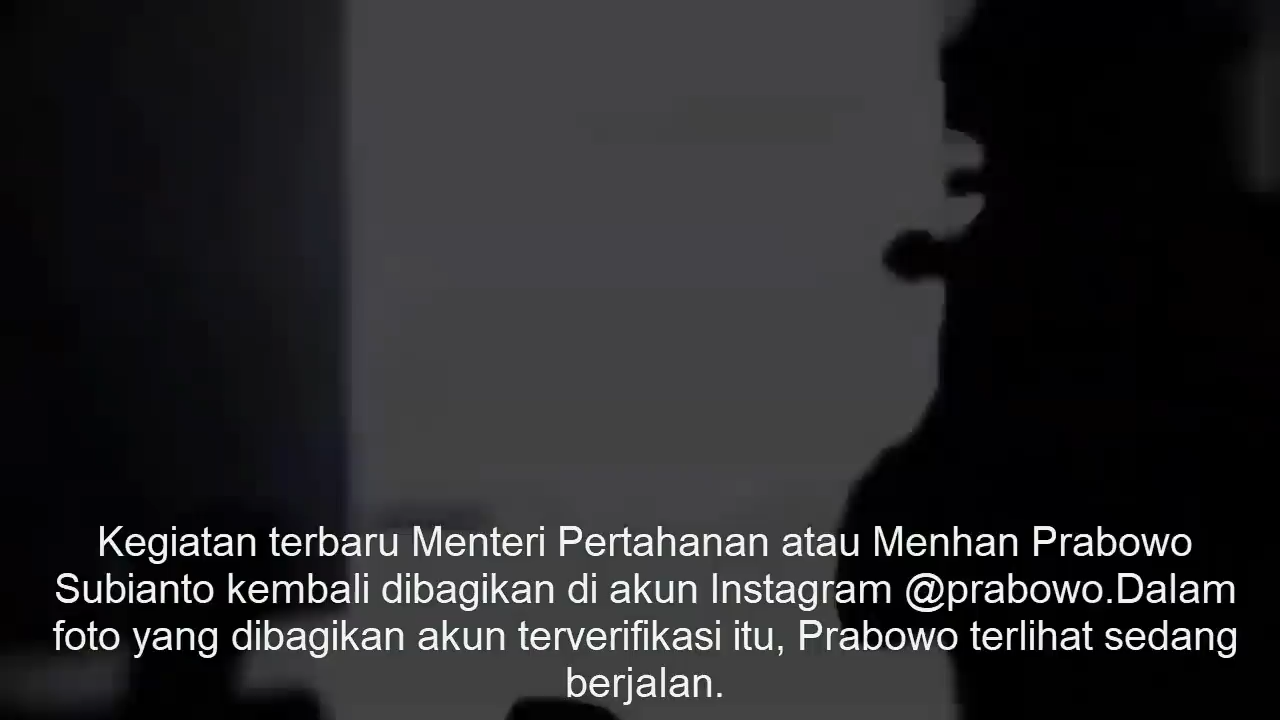 Kegiatan terbaru Menteri Pertahanan atau Menhan Prabowo
Subianto kembali dibagikan di akun Instagram @prabowo.Dalam
foto yang dibagikan akun terverifikasi itu, Prabowo terlihat sedang
berjalan.